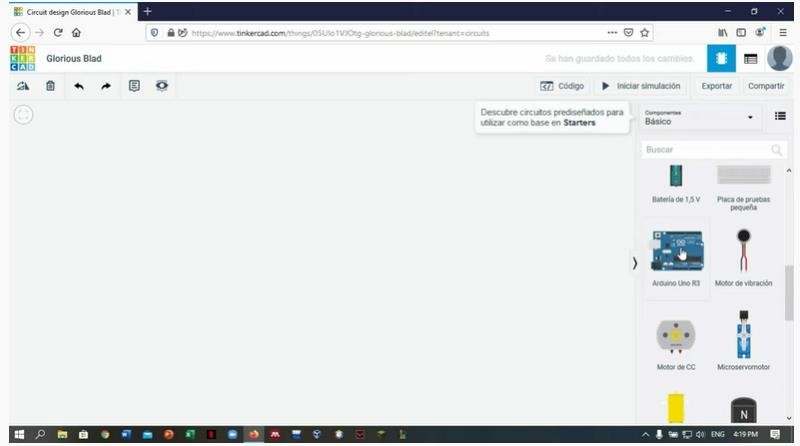 Circuit design Glorious Blad | Ti
https://www.tinkercad.com/things/05UIo1VJOtg-glorious-blad/editel?tenant=circuits
TIN
KER
CAD
Glorious Blad
Se han guardado todos los cambios.
Código
Iniciar simulación
Exportar
Compartir
Descubre circuitos prediseñados para
utilizar como base en Starters
Componentes
Básico
Buscar
Batería de 1,5 V
Placa de pruebas
pequeña
Arduino Uno R3
Motor de vibración
Motor de CC
Microservomotor
N
ENG
4:19 PM